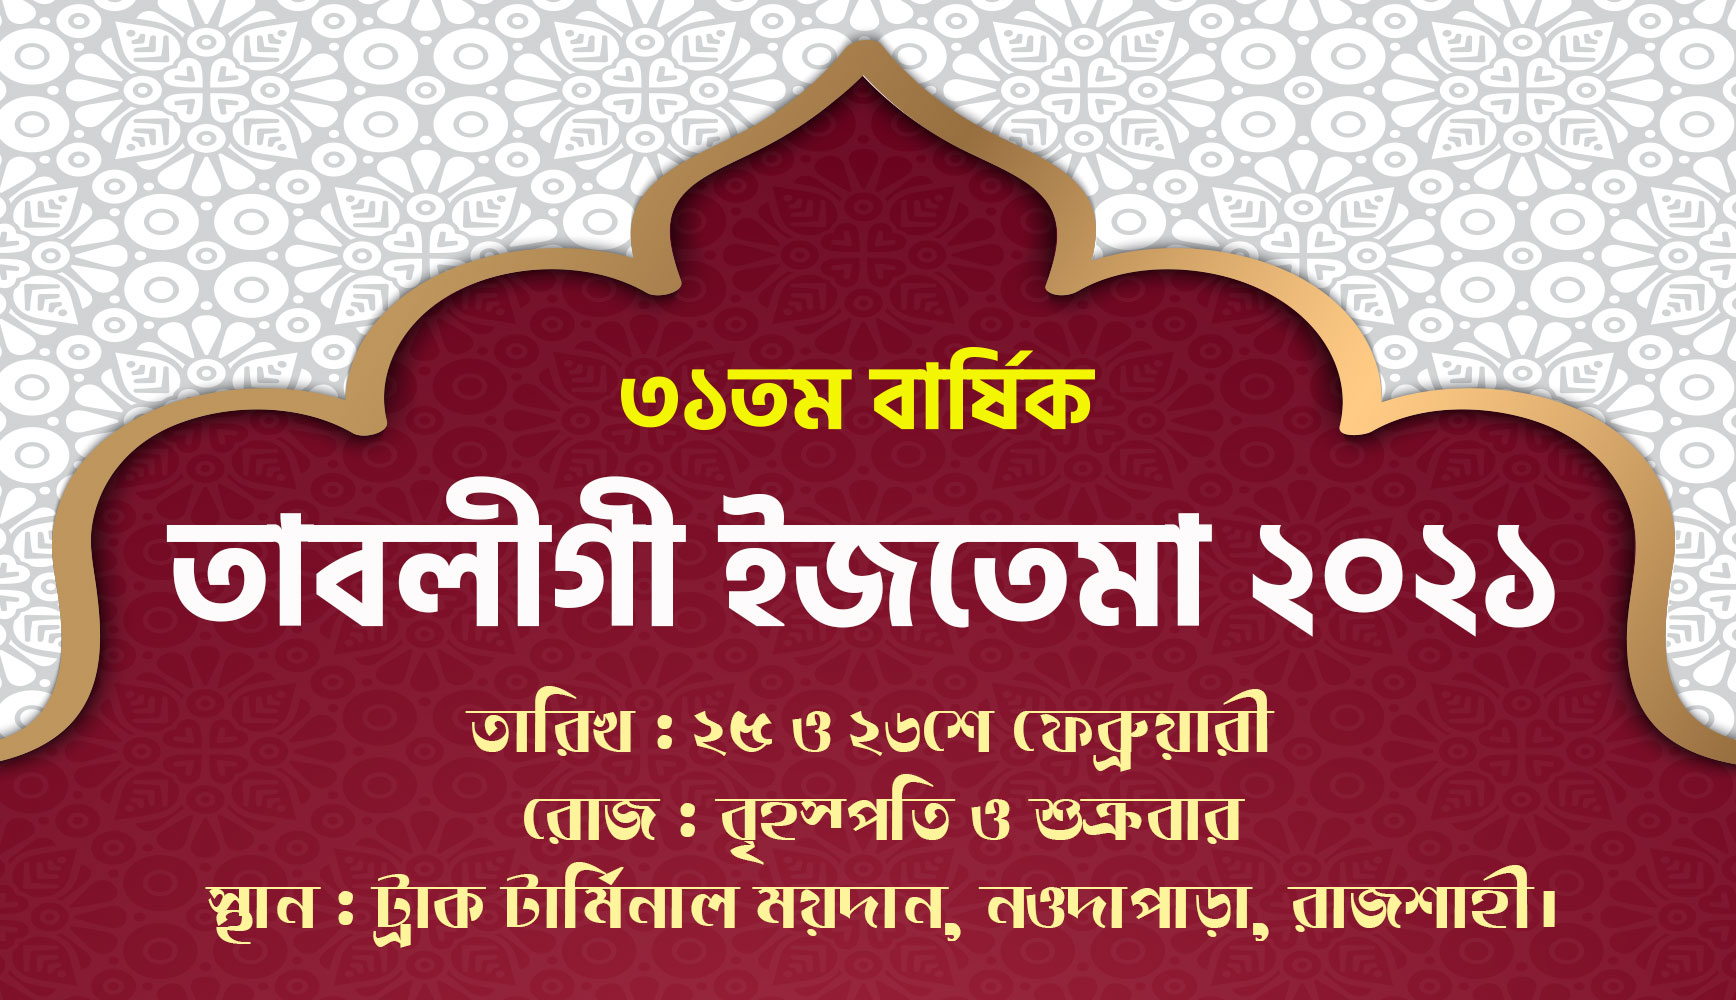 ৩১তম বার্ষিক
তাবলীগী ইজতেমা ২০২১
তারিখ : ২৫ ও ২৬শে ফেব্রুয়ারী
রোজ : বৃহস্পতি ও শুক্রবার
স্থান : ট্রাক টার্মিনাল ময়দান, নওদাপাড়া, রাজশাহী।